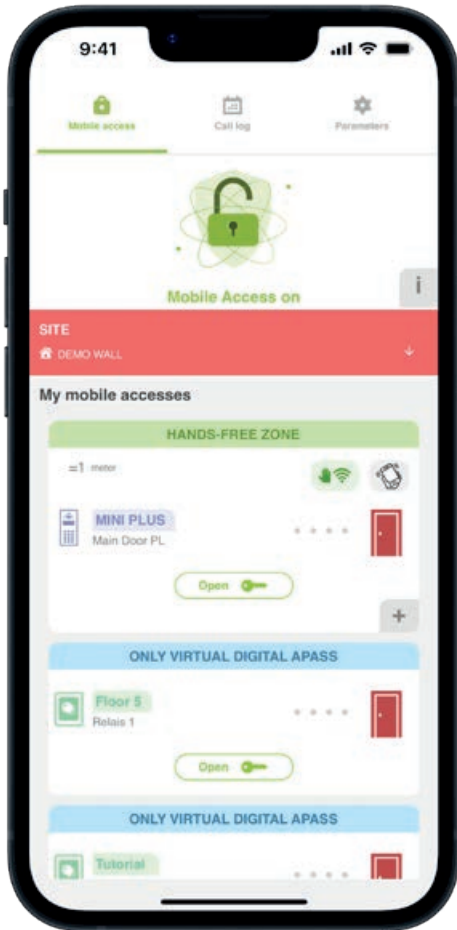 9:41
Mobile access
Call log
Parameters
Mobile Access on
i
SITE
DEMO WALL
My mobile accesses
HANDS-FREE ZONE
=1 meter
MINI PLUS
Main Door PL
Open
+
ONLY VIRTUAL DIGITAL APASS
Floor 5
Relais 1
Open
ONLY VIRTUAL DIGITAL APASS
Tutorial